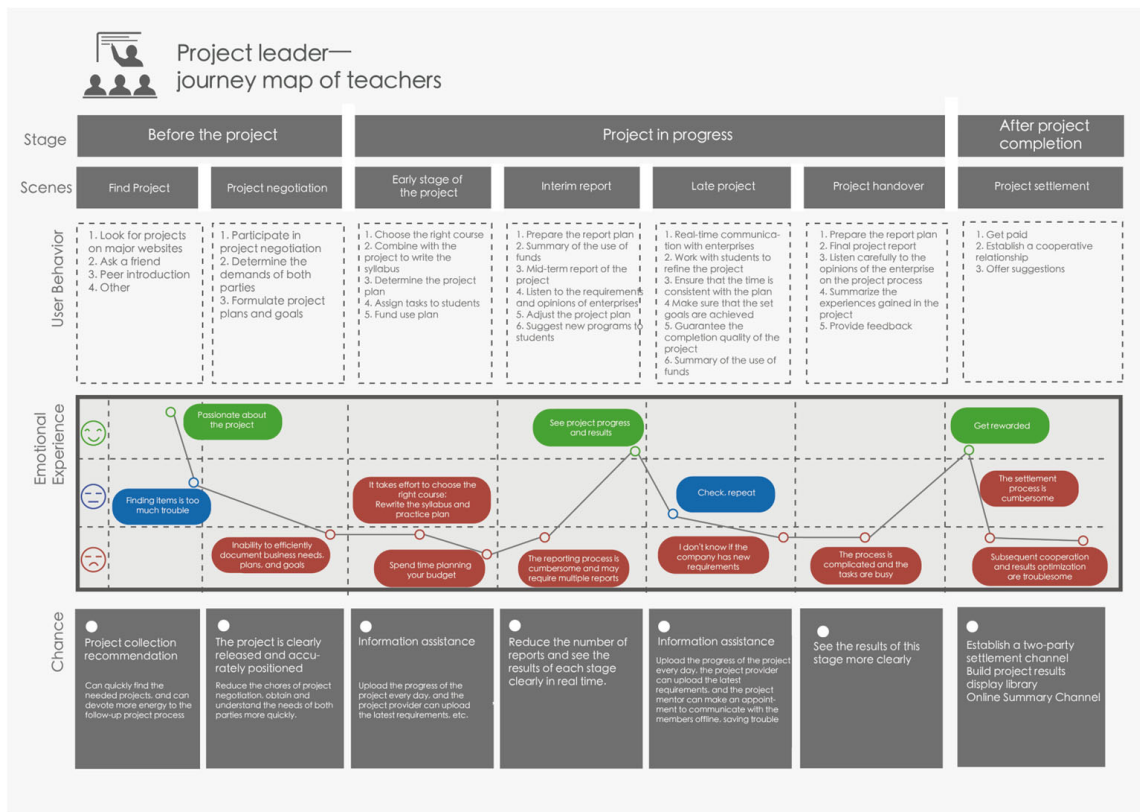 Project leader—
journey map of teachers
Stage
Before the project
Project in progress
After project
completion
Scenes
Find Project
Project negotiation
Early stage of
the project
Interim report
Late project
Project handover
Project settlement
User Behavior
1. Look for projects
on major websites
2. Ask a friend
3. Peer introduction
4. Other
1. Participate in
project negotiation
2. Determine the
demands of both
parties
3. Formulate project
plans and goals
1. Choose the right course
2. Combine with the
project to write the
syllabus
3. Determine the project
plan
4. Assign tasks to students
5. Fund use plan
1. Prepare the report plan
2. Summary of the use of
funds
3. Mid-term report of the
project
4. Listen to the requirements
and opinions of enterprises
5. Adjust the project plan
6. Suggest new programs to
students
1. Real-time communica-
tion with enterprises
2. Work with students to
refine the project
3. Ensure that the time is
consistent with the plan
4 Make sure that the set
goals are achieved
5. Guarantee the
completion quality of the
project
6. Summary of the use of
funds
1. Prepare the report plan
2. Final project report
3. Listen carefully to the
opinions of the enterprise
on the project process
4. Summarize the
experiences gained in the
project
5. Provide feedback
1. Get paid
2. Establish a cooperative
relationship
3. Offer suggestions
Emotional
Experience
Passionate about
the project
Finding items is too
much trouble
Inability to efficiently
document business needs,
plans, and goals
It takes effort to choose the
right course;
Rewrite the syllabus and
practice plan
Spend time planning
your budget
See project progress
and results
The reporting process is
cumbersome and may
require multiple reports
Check, repeat
I don't know if the
company has new
requirements
The process is
complicated and the
tasks are busy
Get rewarded
The settlement
process is
cumbersome
Subsequent cooperation
and results optimization
are troublesome
Chance
Project collection
recommendation
Can quickly find the
needed projects, and can
devote more energy to the
follow-up project process
The project is clearly
released and accu-
rately positioned
Reduce the chores of project
negotiation, obtain and
understand the needs of both
parties more quickly.
Information assistance
Upload the progress of the
project every day, and the
project provider can upload
the latest requirements, etc.
Reduce the number of
reports and see the
results of each stage
clearly in real time.
Information assistance
Upload the progress of the project
every day, the project provider
can upload the latest
requirements, and the project
mentor can make an appoint-
ment to communicate with the
members offline, saving trouble
See the results of this
stage more clearly
Establish a two-party
settlement channel
Build project results
display library
Online Summary Channel